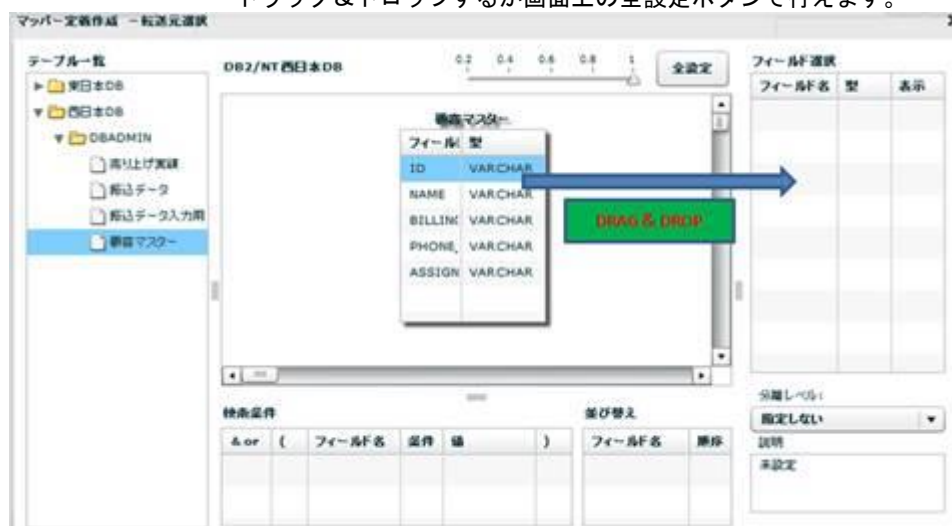 ドラッグ&ドロップするか画面上の全設定ボタンで行えます。
マッパー定義作成 －転送元選択
テーブル一覧
東日本DB
西日本DB
DBADMIN
売り上げ実績
振込データ
振込データ入力用
顧客マスター
DB2/NT西日本DB
0.2 0.4 0.6 0.8 1
全設定
顧客マスター
フィール 型
ID VARCHAR
NAME VARCHAR
BILLING VARCHAR
PHONE_ VARCHAR
ASSIGN VARCHAR
DRAG & DROP
検索条件
& or ( フィールド名 条件 値 )
並び替え
フィールド名 順序
フィールド選択
フィールド名 型 表示
分離レベル:
指定しない
説明
未設定